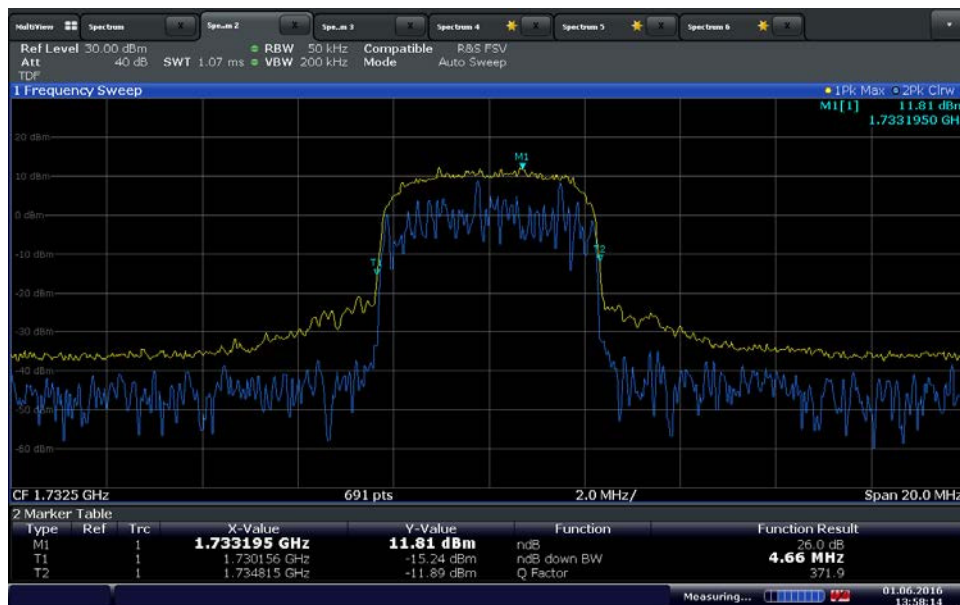 MultiView Spectrum X Spe...m 2 X Spe...m 3 X Spectrum 4 X Spectrum 5 X Spectrum 6 X
Ref Level 30.00 dBm RBW 50 kHz Compatible R&S FSV
Att 40 dB SWT 1.07 ms VBW 200 kHz Mode Auto Sweep
TDF
1 Frequency Sweep 1Pk Max 2Pk Clrw
M1[1] 11.81 dBm
1.7331950 GH
20 dBm
M1
10 dBm
0 dBm
T2
-10 dBm
T1
-20 dBm
-30 dBm
-40 dBm
-50 dBm
-60 dBm
CF 1.7325 GHz 691 pts 2.0 MHz/ Span 20.0 MHz
2 Marker Table
Type Ref Trc X-Value Y-Value Function Function Result
M1 1 1.733195 GHz 11.81 dBm ndB 26.0 dB
T1 1 1.730156 GHz -15.24 dBm ndB down BW 4.66 MHz
T2 1 1.734815 GHz -11.89 dBm Q Factor 371.9
Measuring... 01.06.2016
13:58:14